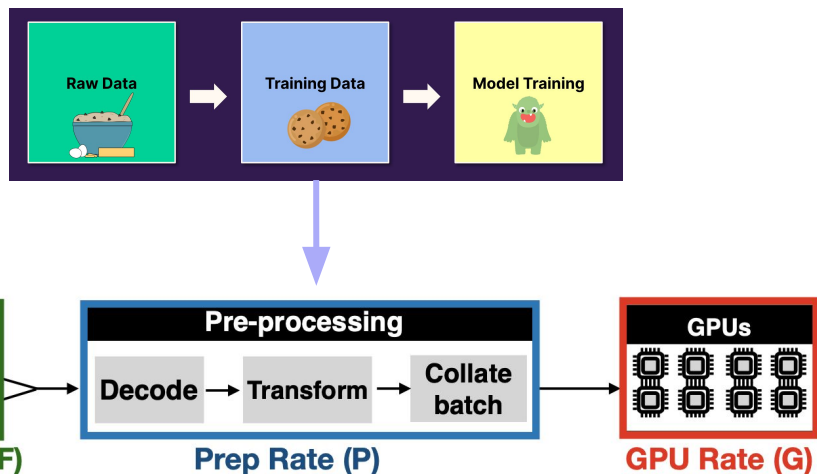 Raw Data
Training Data
Model Training
Pre-processing
GPUs
Decode
Transform
Collate
batch
F)
Prep Rate (P)
GPU Rate (G)